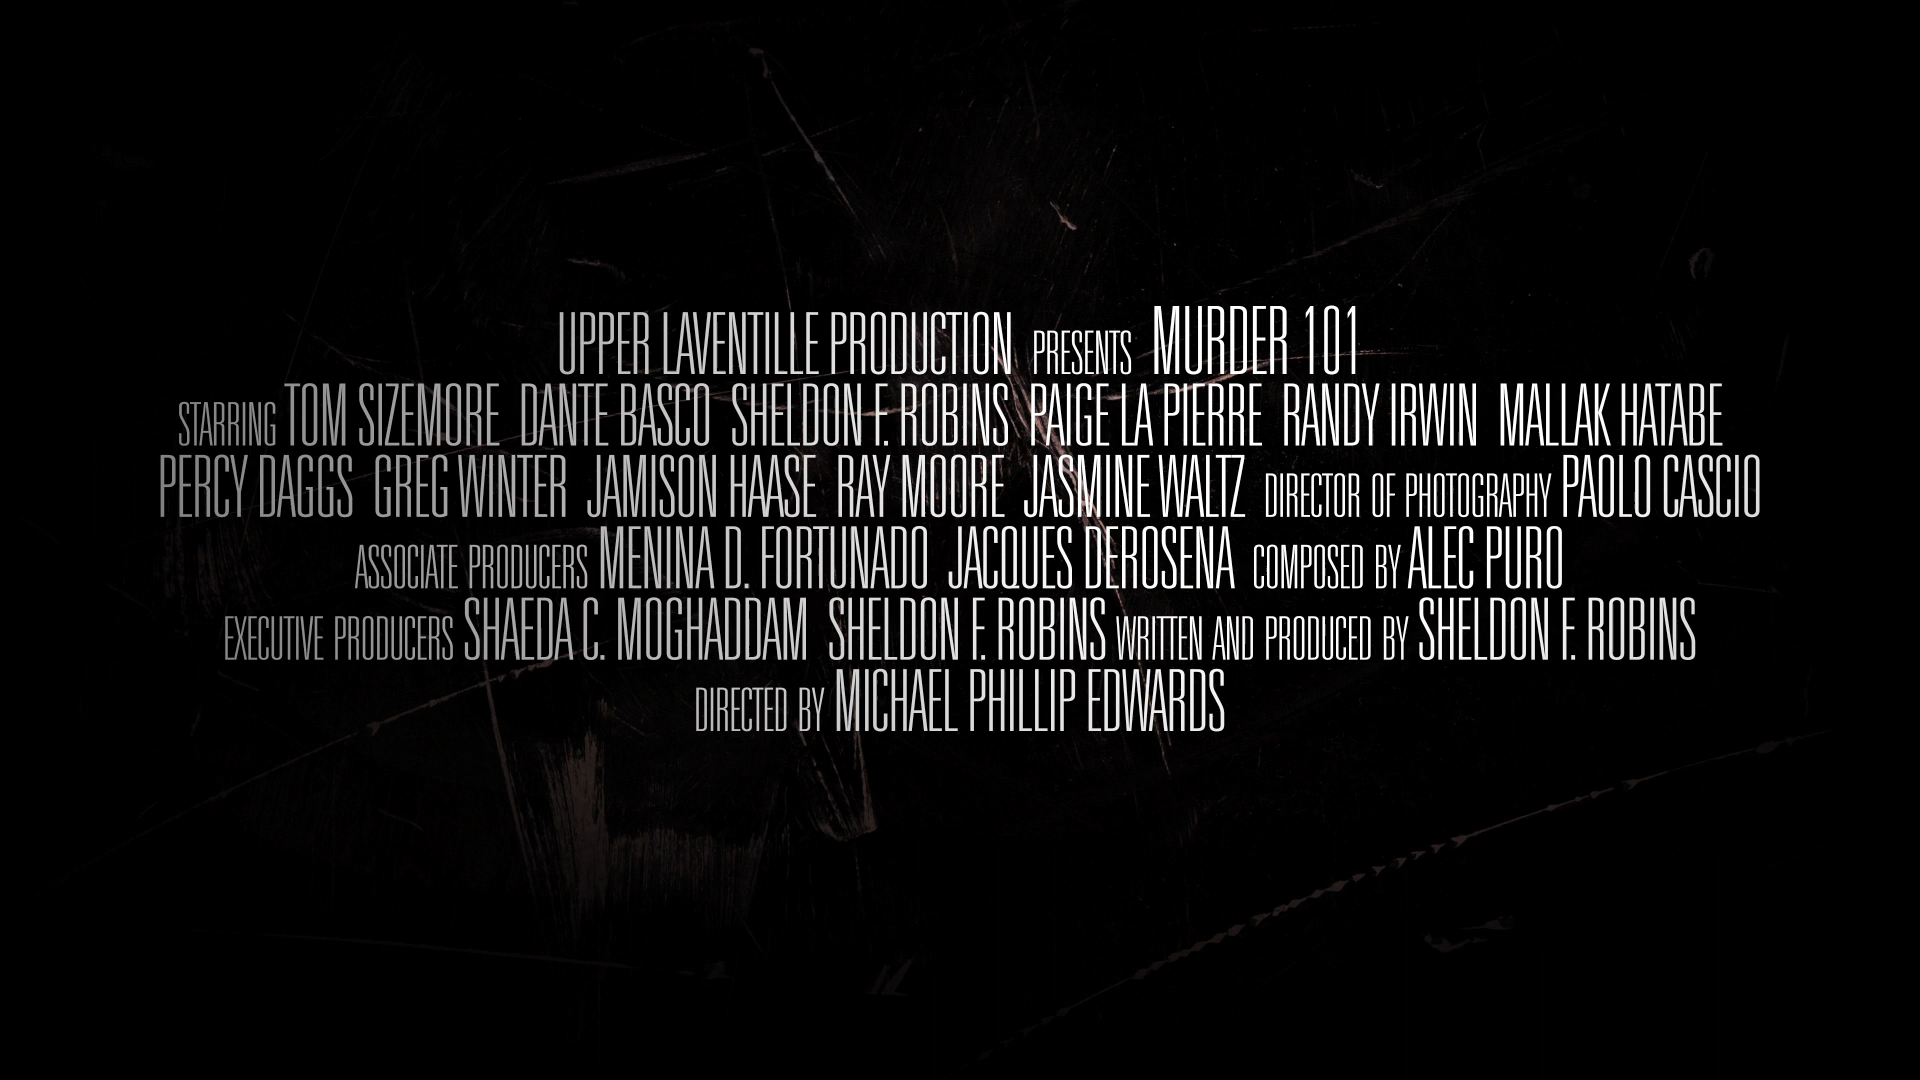 UPPER LAVENTILLE PRODUCTION PRESENTS MURDER 101
STARRING TOM SIZEMORE DANTE BASCO SHELDON F. ROBINS PAIGE LA PIERRE RANDY IRWIN MALLAK HATABE
PERCY DAGGS GREG WINTER JAMISON HAASE RAY MOORE JASMINE WALTZ DIRECTOR OF PHOTOGRAPHY PAOLO CASCIO
ASSOCIATE PRODUCERS MENINA D. FORTUNADO JACQUES DEROSENA COMPOSED BY ALEC PURO
EXECUTIVE PRODUCERS SHAEDA C. MOGHADDAM SHELDON F. ROBINS WRITTEN AND PRODUCED BY SHELDON F. ROBINS
DIRECTED BY MICHAEL PHILLIP EDWARDS